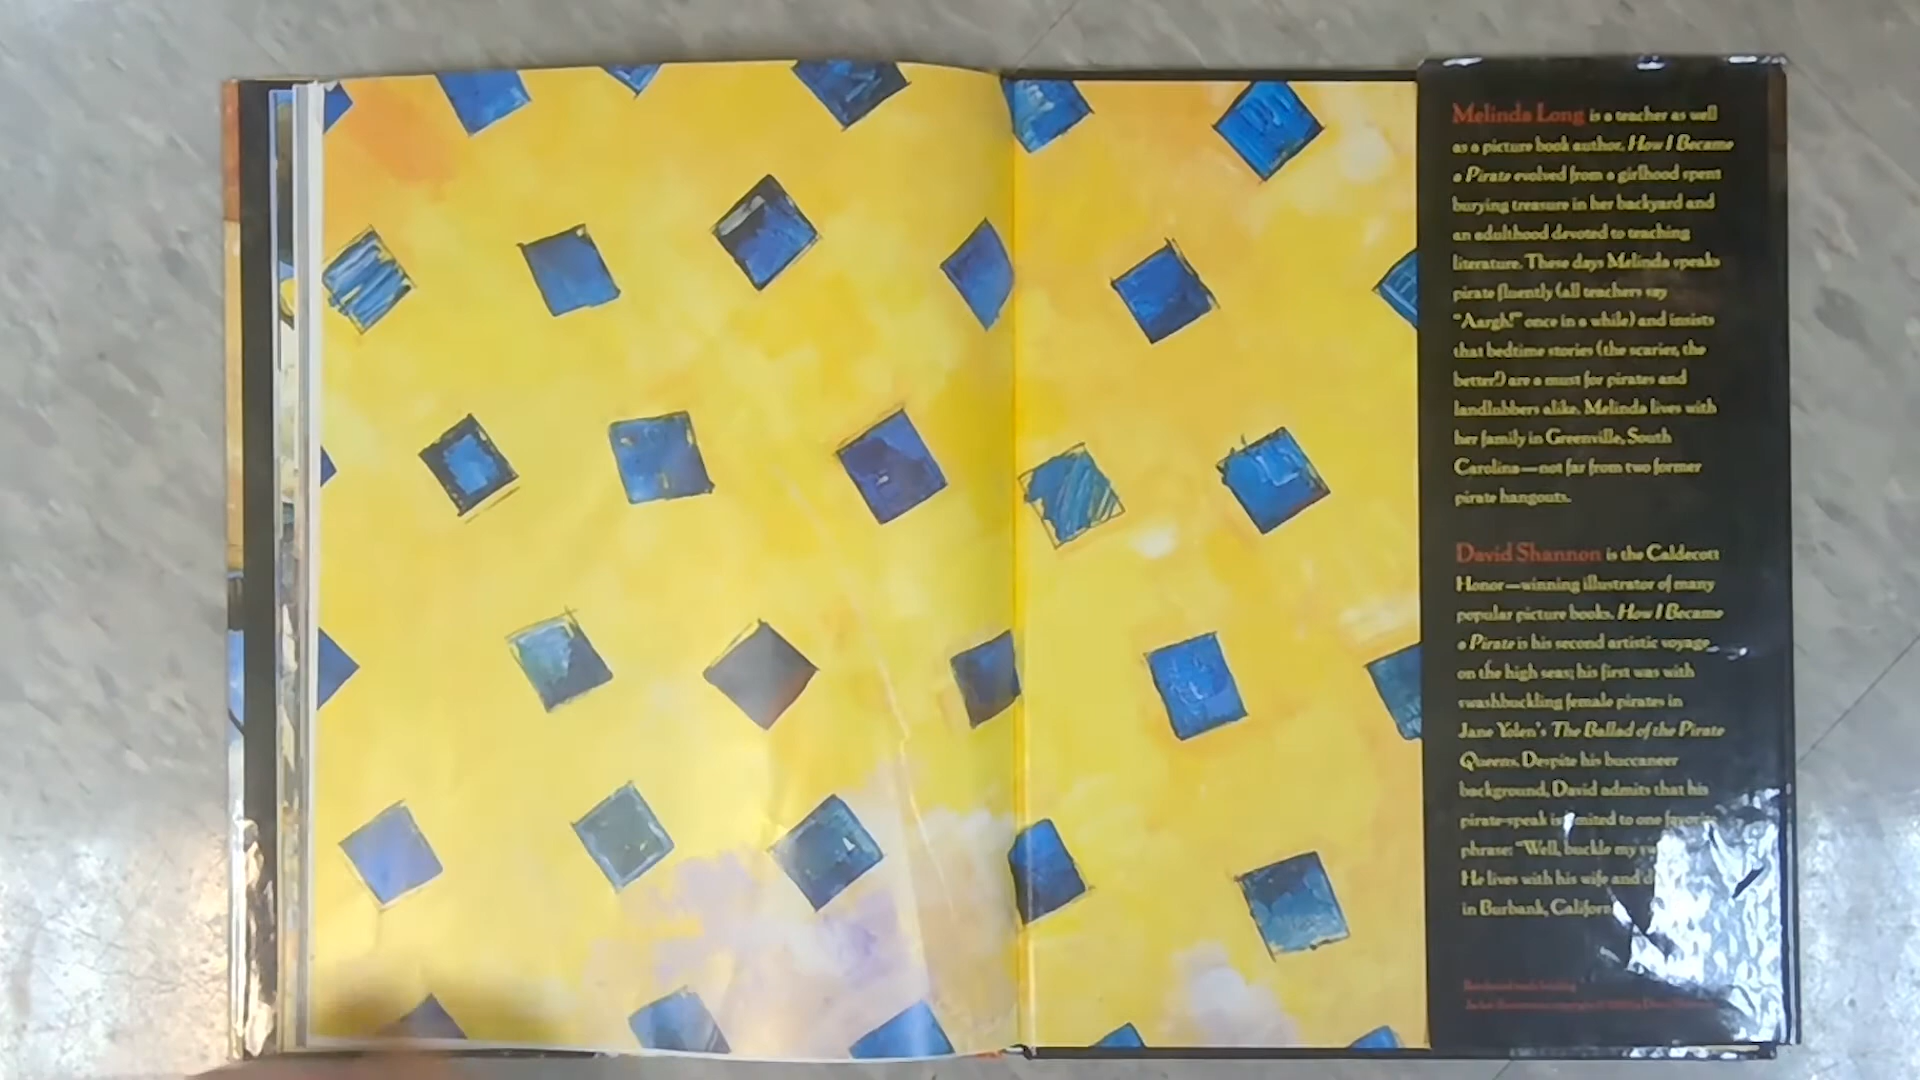 Melinda Long is a teacher as well
as a picture book author. How I Became
a Pirate evolved from a girlhood spent
burying treasure in her backyard and
an adulthood devoted to teaching
literature. These days Melinda speaks
pirate fluently (all teachers say
"Aargh!" once in a while) and insists
that bedtime stories (the scarier, the
better!) are a must for pirates and
landlubbers alike. Melinda lives with
her family in Greenville, South
Carolina—not far from two former
pirate hangouts.
David Shannon is the Caldecott
Honor—winning illustrator of many
popular picture books. How I Became
a Pirate is his second artistic voyage
on the high seas; his first was with
swashbuckling female pirates in
Jane Yolen's The Ballad of the Pirate
Queens. Despite his buccaneer
background, David admits that his
pirate-speak is limited to one favorite
phrase: "Well, buckle my
He lives with his wife and
in Burbank,